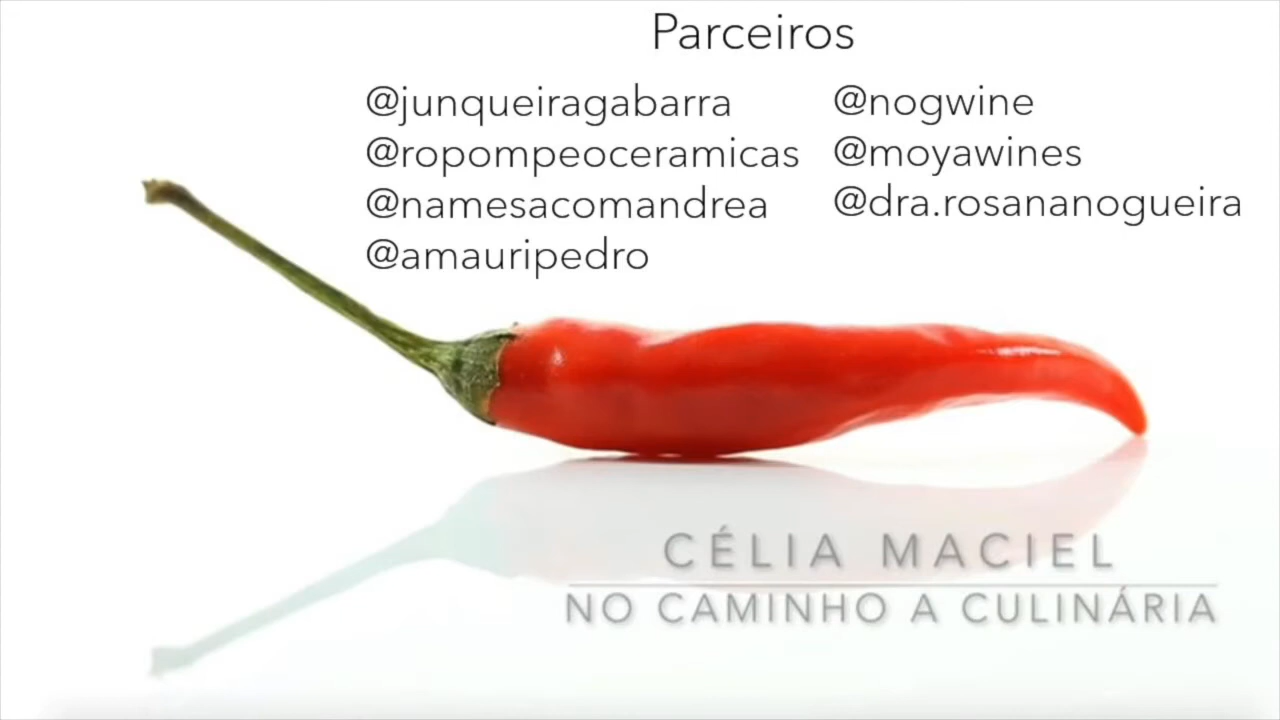 Parceiros
@junqueiragabarra
@ropompeoceramicas
@namesacomandrea
@amauripedro
@nogwine
@moyawines
@dra.rosananogueira
CÉLIA MACIEL
NO CAMINHO A CULINÁRIA